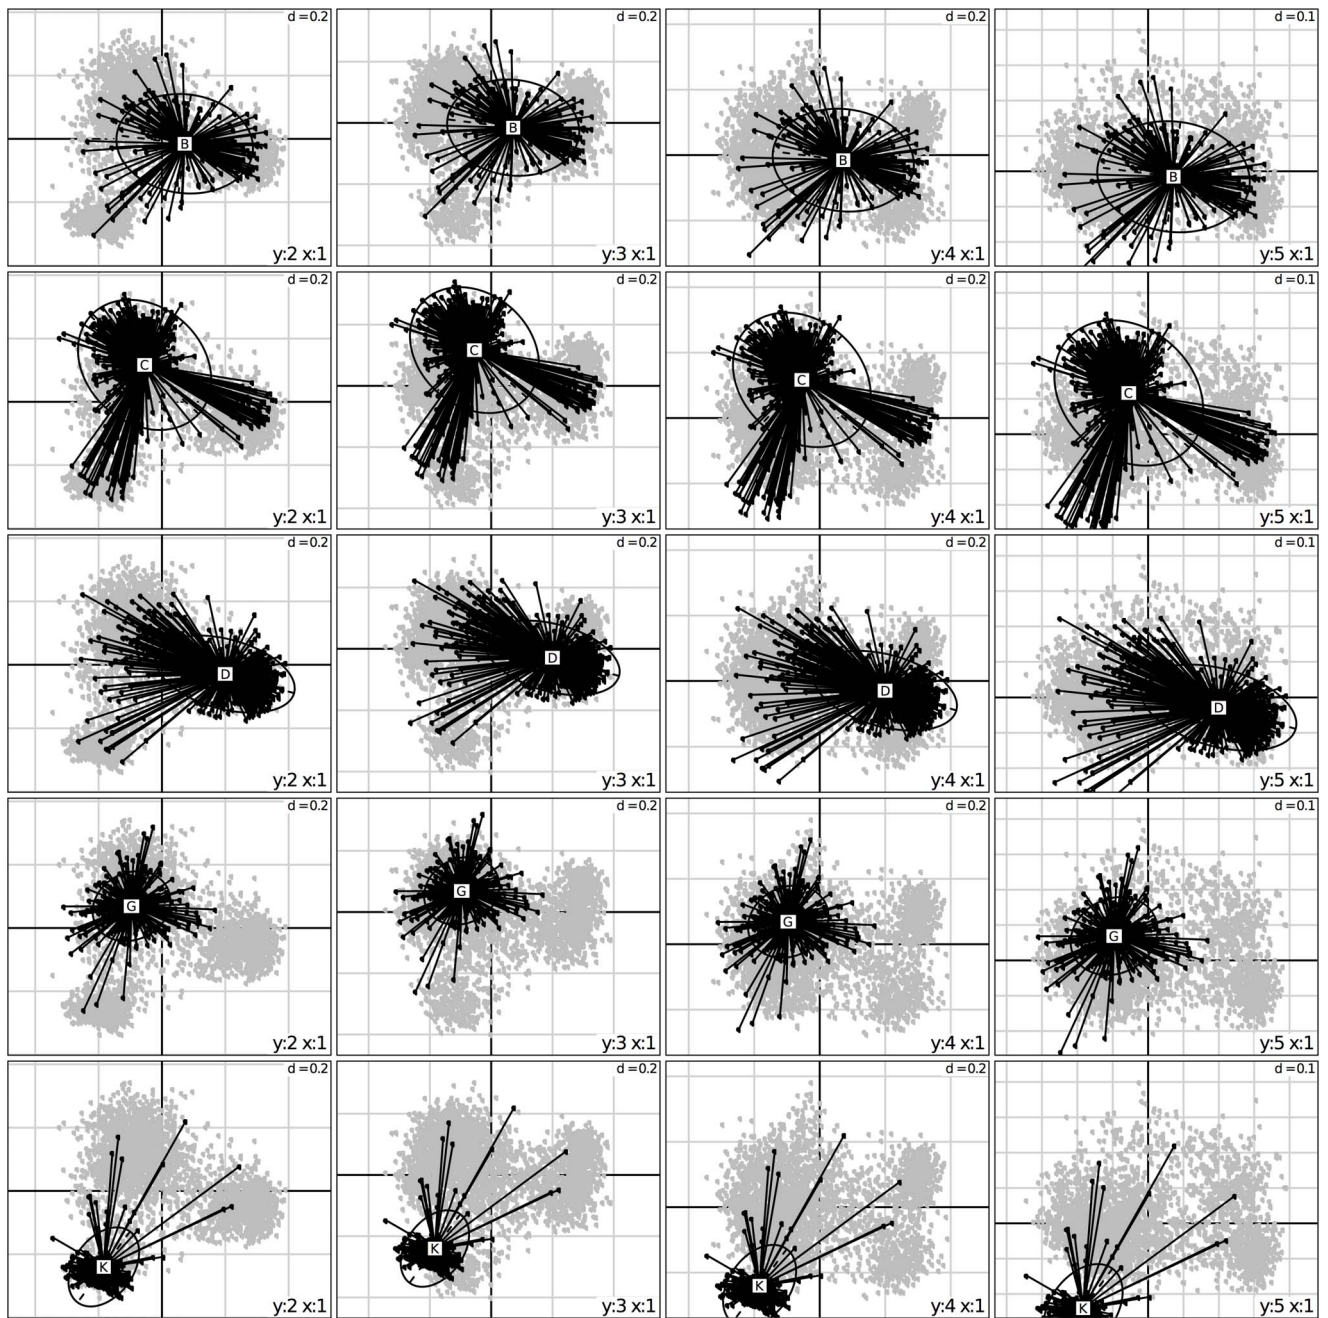 d = 0.2 d = 0.2 d = 0.2 d = 0.1
B B B B
y:2 x:1 y:3 x:1 y:4 x:1 y:5 x:1
d = 0.2 d = 0.2 d = 0.2 d = 0.1
C C C C
y:2 x:1 y:3 x:1 y:4 x:1 y:5 x:1
d = 0.2 d = 0.2 d = 0.2 d = 0.1
D D D D
y:2 x:1 y:3 x:1 y:4 x:1 y:5 x:1
d = 0.2 d = 0.2 d = 0.2 d = 0.1
G G G G
y:2 x:1 y:3 x:1 y:4 x:1 y:5 x:1
d = 0.2 d = 0.2 d = 0.2 d = 0.1
K K K K
y:2 x:1 y:3 x:1 y:4 x:1 y:5 x:1